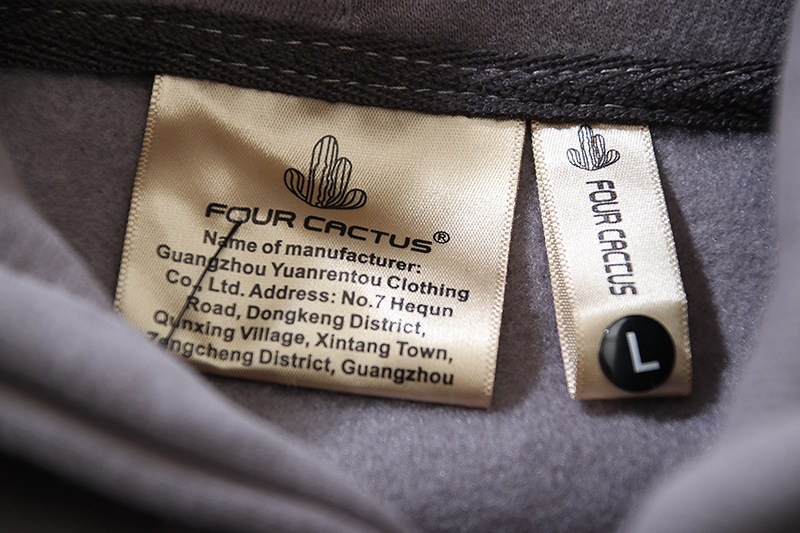 FOUR CACTUS®
Name of manufacturer:
Guangzhou Yuanrentou Clothing
Co., Ltd. Address: No.7 Hequn
Road, Dongkeng District,
Qunxing Village, Xintang Town,
Zengcheng District, Guangzhou
FOUR CACCUS
L